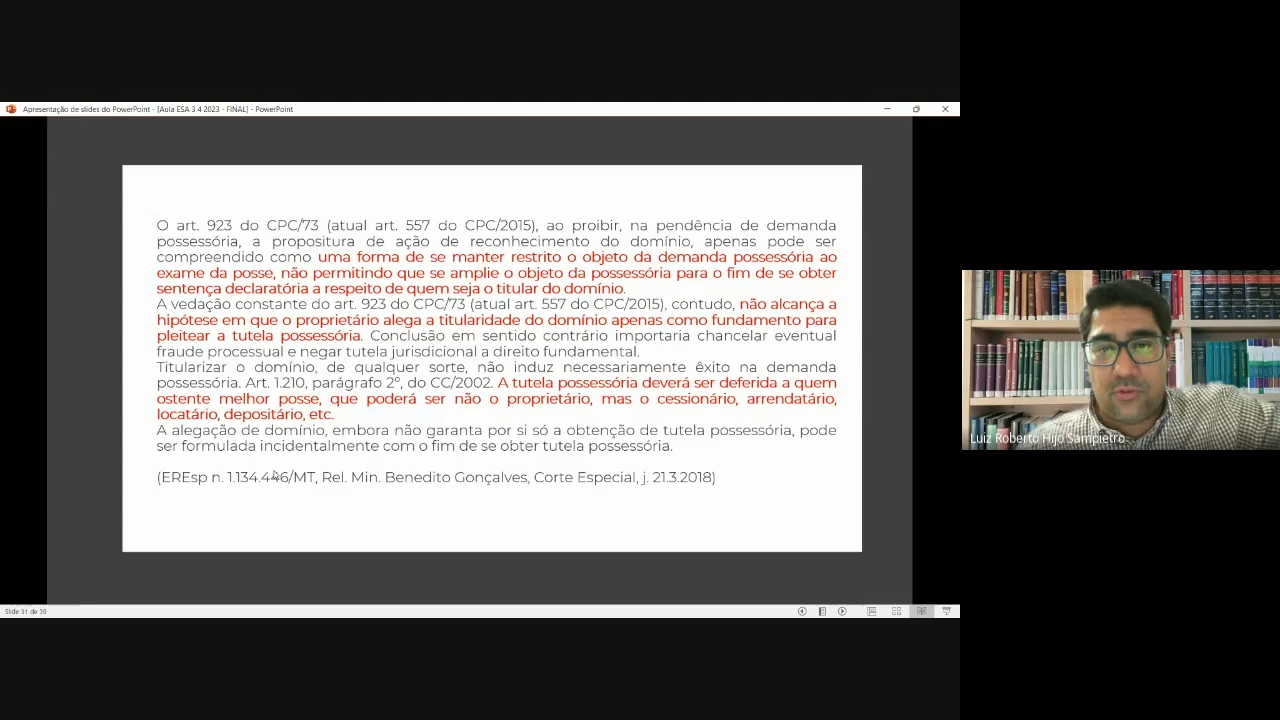 Apresentação de slides do PowerPoint - [Aula ESA 3 4 2023 - FINAL] - PowerPoint
O art. 923 do CPC/73 (atual art. 557 do CPC/2015), ao proibir, na pendência de demanda
possessória, a propositura de ação de reconhecimento do domínio, apenas pode ser
compreendido como uma forma de se manter restrito o objeto da demanda possessória ao
exame da posse, não permitindo que se amplie o objeto da possessória para o fim de se obter
sentença declaratória a respeito de quem seja o titular do domínio.
A vedação constante do art. 923 do CPC/73 (atual art. 557 do CPC/2015), contudo, não alcança a
hipótese em que o proprietário alega a titularidade do domínio apenas como fundamento para
pleitear a tutela possessória. Conclusão em sentido contrário importaria chancelar eventual
fraude processual e negar tutela jurisdicional a direito fundamental.
Titularizar o domínio, de qualquer sorte, não induz necessariamente êxito na demanda
possessória. Art. 1.210, parágrafo 2º, do CC/2002. A tutela possessória deverá ser deferida a quem
ostente melhor posse, que poderá ser não o proprietário, mas o cessionário, arrendatário,
locatário, depositário, etc.
A alegação de domínio, embora não garanta por si só a obtenção de tutela possessória, pode
ser formulada incidentalmente com o fim de se obter tutela possessória.
(EREsp n. 1.134.446/MT, Rel. Min. Benedito Gonçalves, Corte Especial, j. 21.3.2018)
Luiz Roberto Hijo Sampietro
Slide 31 de 39